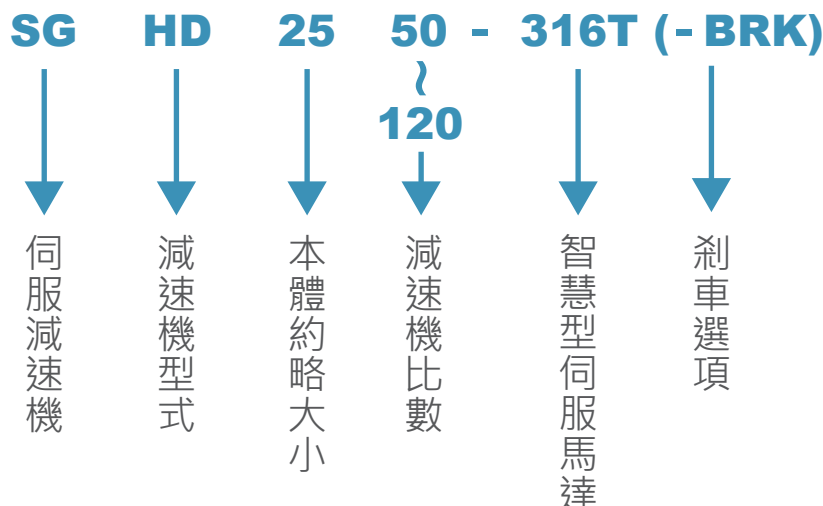 SG HD 25 50 - 316T (- BRK)
~
120
伺服減速機
減速機型式
本體約略大小
減速機比數
智慧型伺服馬達
剎車選項